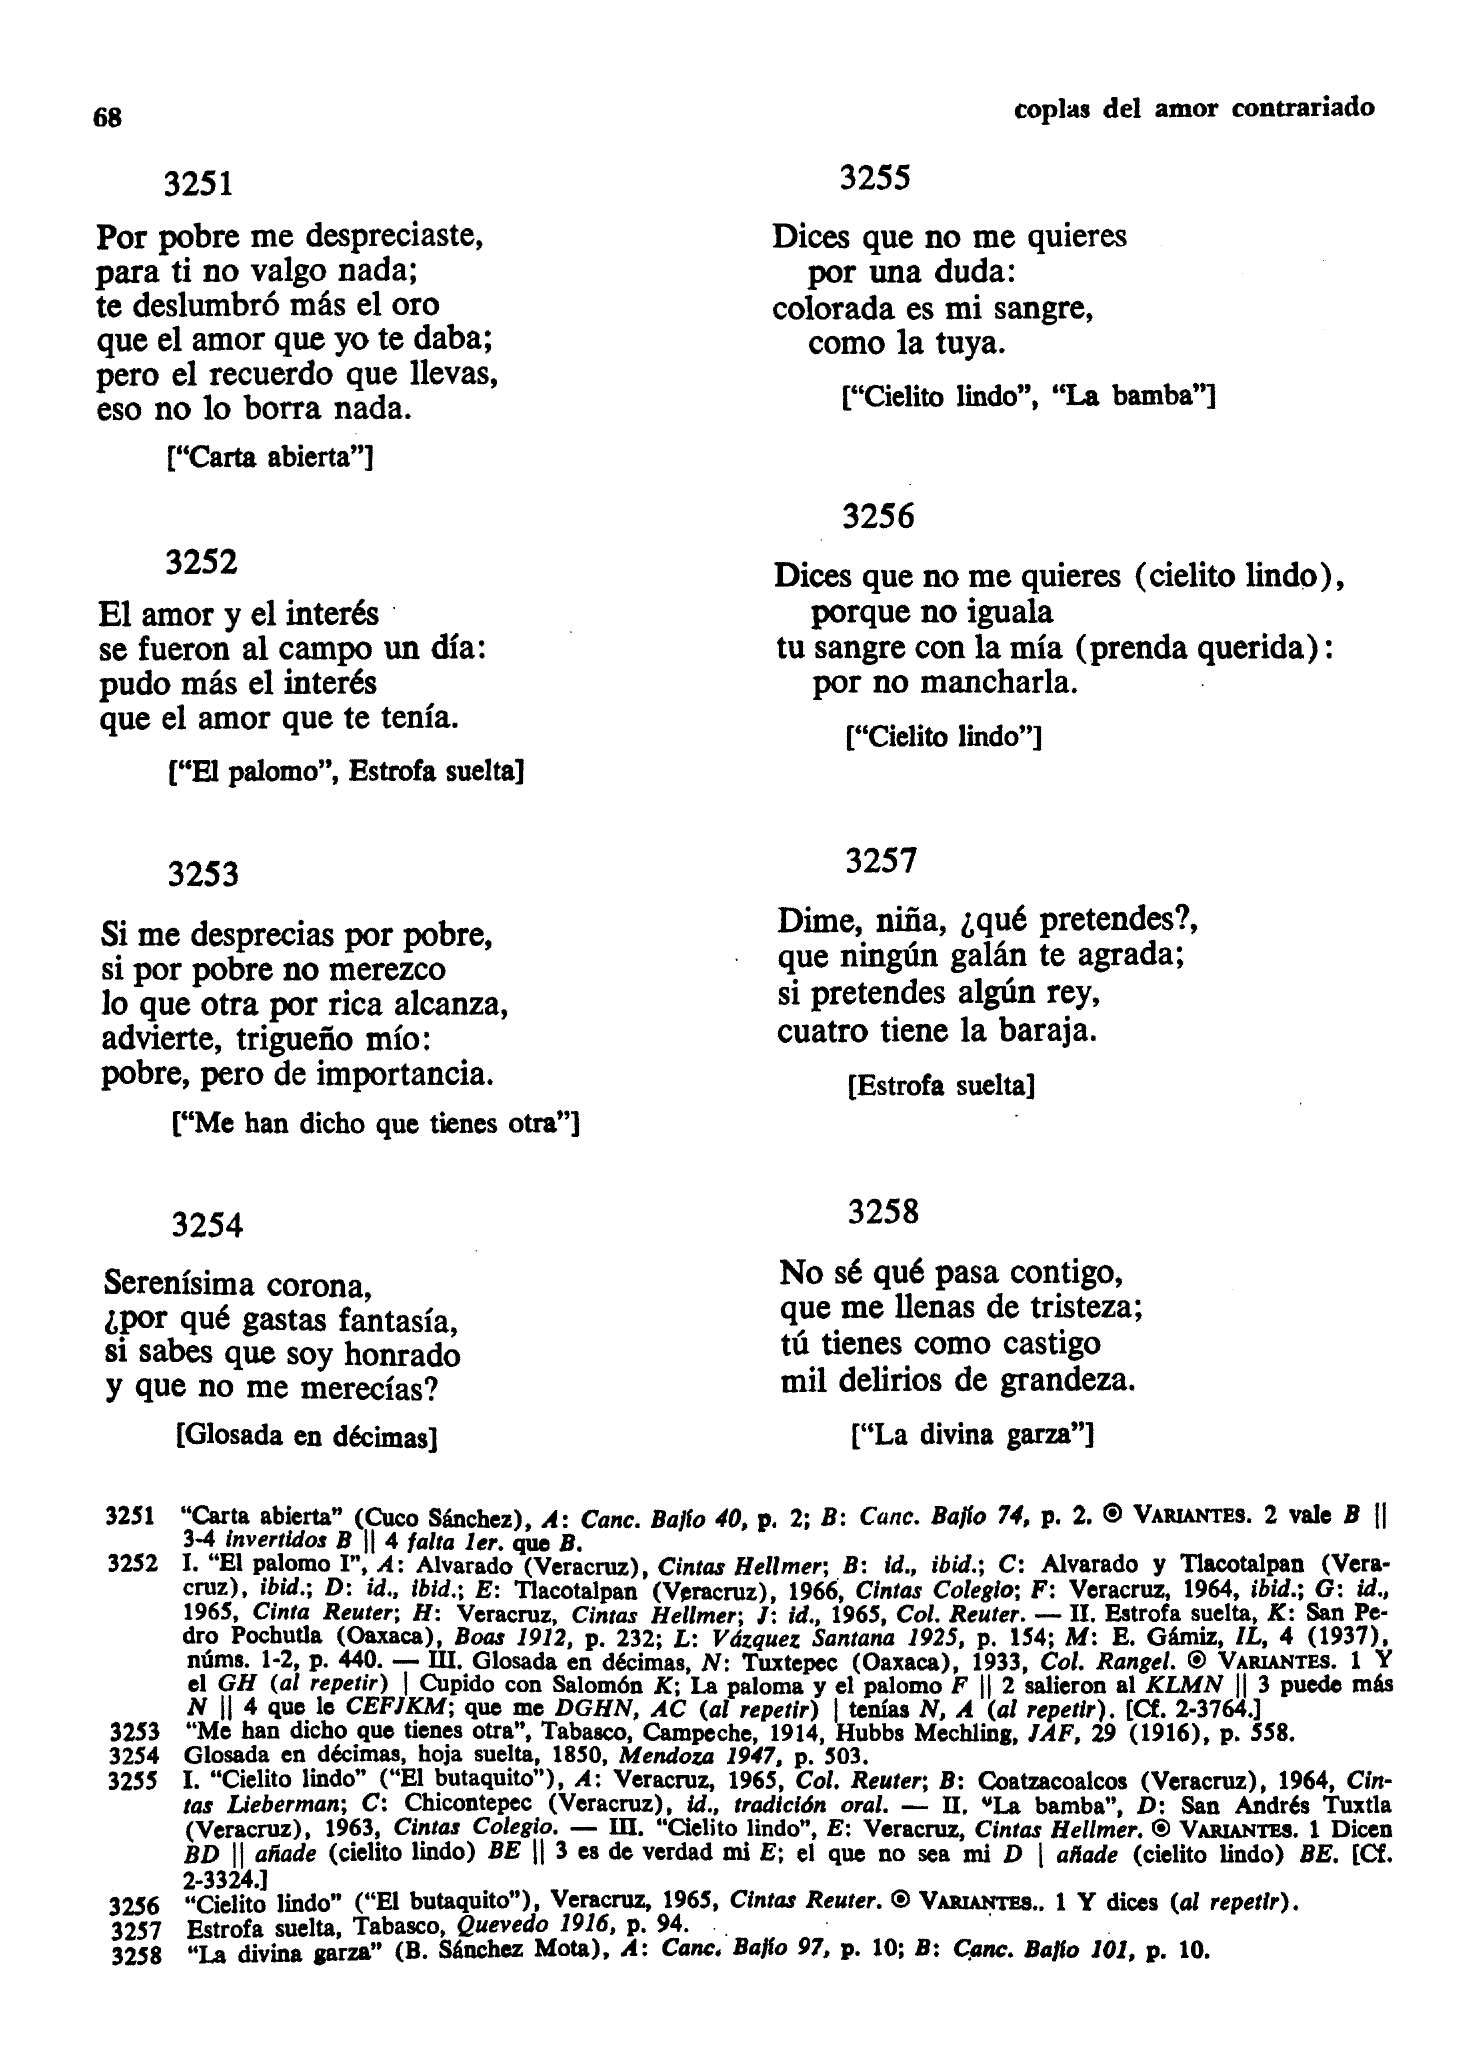 68
coplas del amor contrariado
3251
Por pobre me despreciaste,
para ti no valgo nada;
te deslumbró más el oro
que el amor que yo te daba;
pero el recuerdo que llevas,
eso no lo borra nada.
[“Carta abierta”]
3252
El amor y el interés
se fueron al campo un día:
pudo más el interés
que el amor que te tenía.
[“El palomo”, Estrofa suelta]
3253
Si me desprecias por pobre,
si por pobre no merezco
lo que otra por rica alcanza,
advierte, trigueño mío:
pobre, pero de importancia.
[“Me han dicho que tienes otra”]
3254
Serenísima corona,
¿por qué gastas fantasía,
si sabes que soy honrado
y que no me merecías?
[Glosada en décimas]
3255
Dices que no me quieres
por una duda:
colorada es mi sangre,
como la tuya.
[“Cielito lindo”, “La bamba”]
3256
Dices que no me quieres (cielito lindo),
porque no iguala
tu sangre con la mía (prenda querida):
por no mancharla.
[“Cielito lindo”]
3257
Dime, niña, ¿qué pretendes?,
que ningún galán te agrada;
si pretendes algún rey,
cuatro tiene la baraja.
[Estrofa suelta]
3258
No sé qué pasa contigo,
que me llenas de tristeza;
tú tienes como castigo
mil delirios de grandeza.
[“La divina garza”]
3251 “Carta abierta” (Cuco Sánchez), A: Canc. Bajío 40, p. 2; B: Canc. Bajío 74, p. 2. ⊙ VARIANTES. 2 vale B ||
3-4 invertidos B || 4 falta 1er. que B.
3252 I. “El palomo I”, A: Alvarado (Veracruz), Cintas Hellmer; B: id., ibid.; C: Alvarado y Tlacotalpan (Vera-
cruz), ibid.; D: id., ibid.; E: Tlacotalpan (Veracruz), 1966, Cintas Colegio; F: Veracruz, 1964, ibid.; G: id.,
1965, Cinta Reuter; H: Veracruz, Cintas Hellmer; J: id., 1965, Col. Reuter. — II. Estrofa suelta, K: San Pe-
dro Pochutla (Oaxaca), Boas 1912, p. 232; L: Vázquez Santana 1925, p. 154; M: E. Gámiz, IL, 4 (1937),
núms. 1-2, p. 440. — III. Glosada en décimas, N: Tuxtepec (Oaxaca), 1933, Col. Rangel. ⊙ VARIANTES. 1 Y
el GH (al repetir) | Cupido con Salomón K; La paloma y el palomo F || 2 salieron al KLMN || 3 puede más
N || 4 que le CEFJKM; que me DGHN, AC (al repetir) | tenías N, A (al repetir). [Cf. 2-3764.]
3253 “Me han dicho que tienes otra”, Tabasco, Campeche, 1914, Hubbs Mechling, JAF, 29 (1916), p. 558.
3254 Glosada en décimas, hoja suelta, 1850, Mendoza 1947, p. 503.
3255 I. “Cielito lindo” (“El butaquito”), A: Veracruz, 1965, Col. Reuter; B: Coatzacoalcos (Veracruz), 1964, Cin-
tas Lieberman; C: Chicontepec (Veracruz), id., tradición oral. — II. “La bamba”, D: San Andrés Tuxtla
(Veracruz), 1963, Cintas Colegio. — III. “Cielito lindo”, E: Veracruz, Cintas Hellmer. ⊙ VARIANTES. 1 Dicen
BD || añade (cielito lindo) BE || 3 es de verdad mi E; el que no sea mi D | añade (cielito lindo) BE. [Cf.
2-3324.]
3256 “Cielito lindo” (“El butaquito”), Veracruz, 1965, Cintas Reuter. ⊙ VARIANTES.. 1 Y dices (al repetir).
3257 Estrofa suelta, Tabasco, Quevedo 1916, p. 94.
3258 “La divina garza” (B. Sánchez Mota), A: Canc. Bajío 97, p. 10; B: Canc. Bajío 101, p. 10.